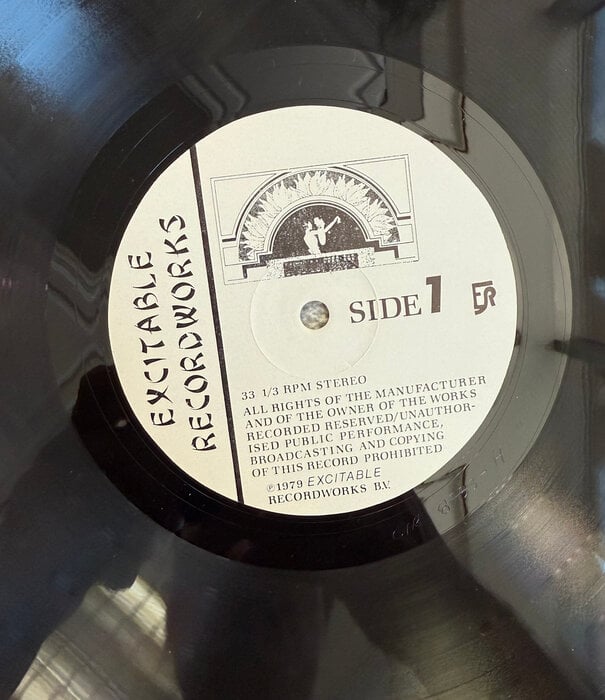 EXCITABLE
RECORDWORKS
SIDE 1
ER
33 1/3 RPM STEREO
ALL RIGHTS OF THE MANUFACTURER
AND OF THE OWNER OF THE WORKS
RECORDED RESERVED/UNAUTHOR-
ISED PUBLIC PERFORMANCE,
BROADCASTING AND COPYING
OF THIS RECORD PROHIBITED
℗1979 EXCITABLE
RECORDWORKS B.V.